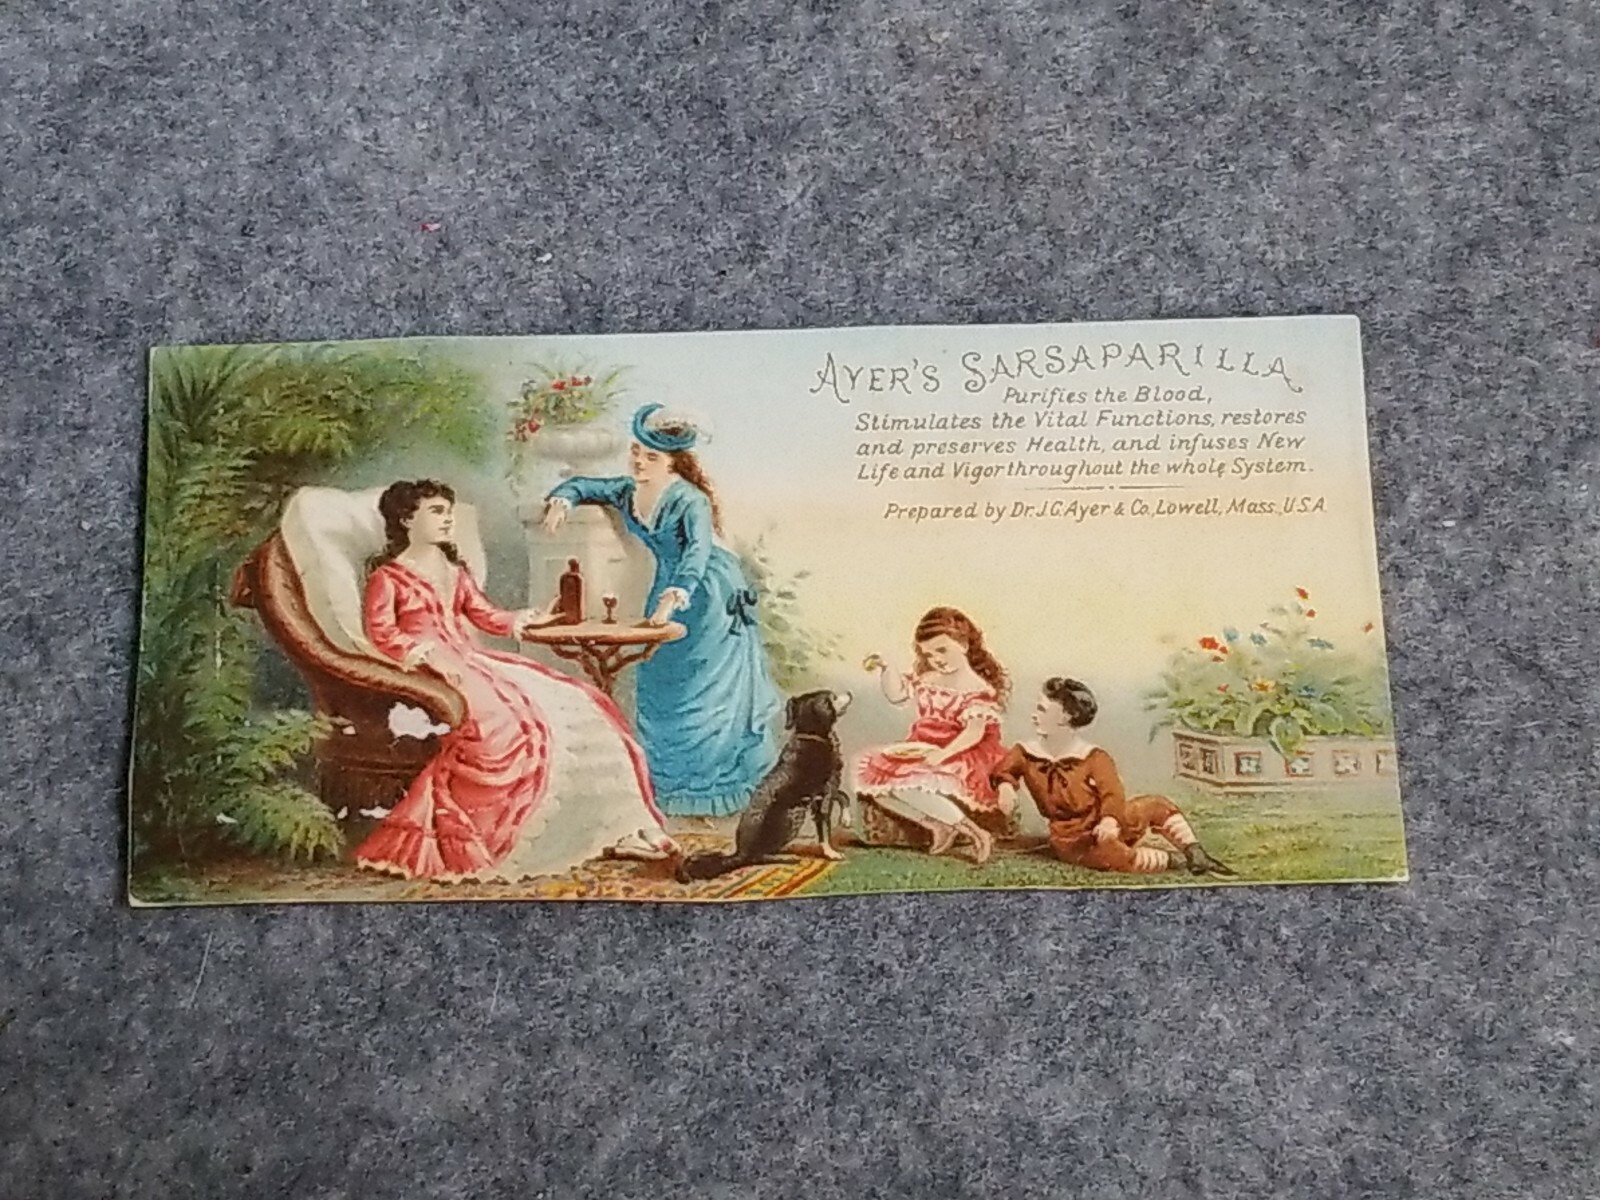 AYER'S SARSAPARILLA
Purifies the Blood,
Stimulates the Vital Functions, restores
and preserves Health, and infuses New
Life and Vigor throughout the whole System.
Prepared by Dr. J. C. Ayer & Co., Lowell, Mass., U.S.A.